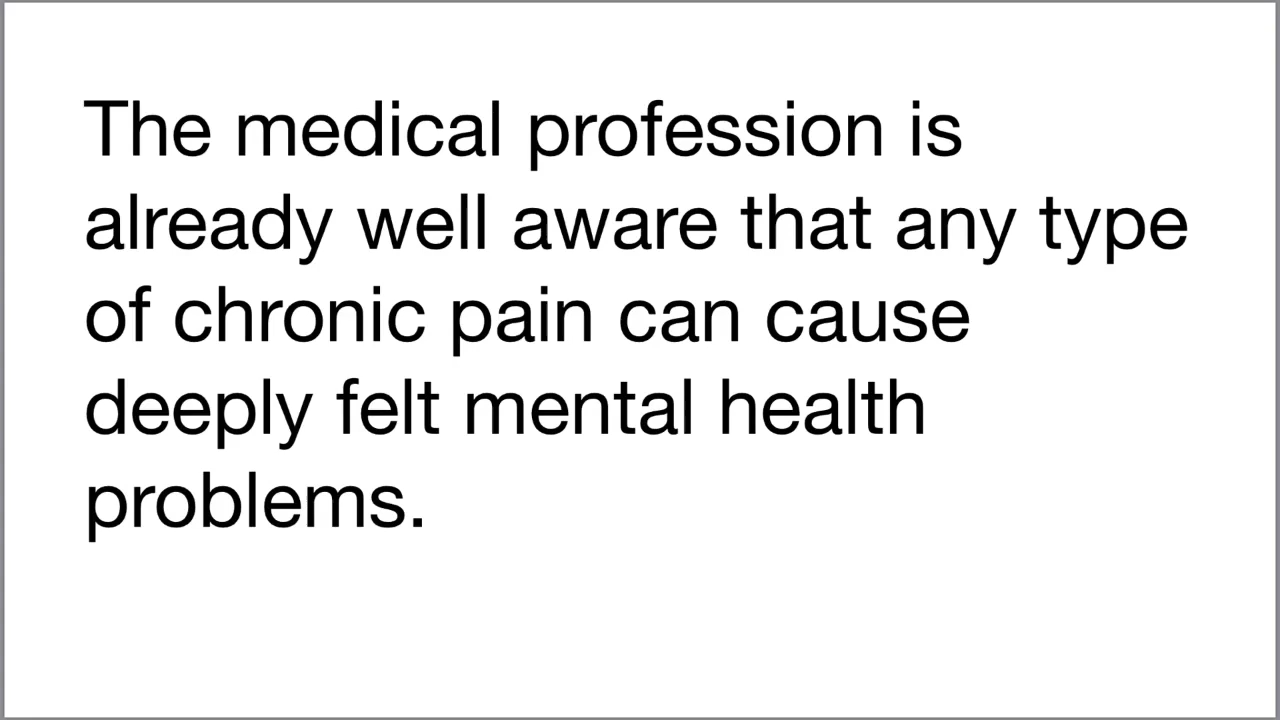 The medical profession is
already well aware that any type
of chronic pain can cause
deeply felt mental health
problems.